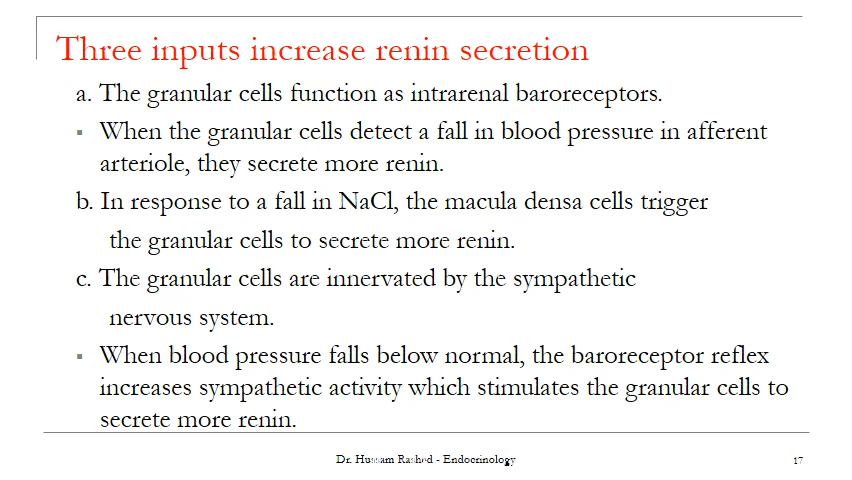 Three inputs increase renin secretion
a. The granular cells function as intrarenal baroreceptors.
▪ When the granular cells detect a fall in blood pressure in afferent
arteriole, they secrete more renin.
b. In response to a fall in NaCl, the macula densa cells trigger
the granular cells to secrete more renin.
c. The granular cells are innervated by the sympathetic
nervous system.
▪ When blood pressure falls below normal, the baroreceptor reflex
increases sympathetic activity which stimulates the granular cells to
secrete more renin.
Dr. Hussam Rashed - Endocrinology
17